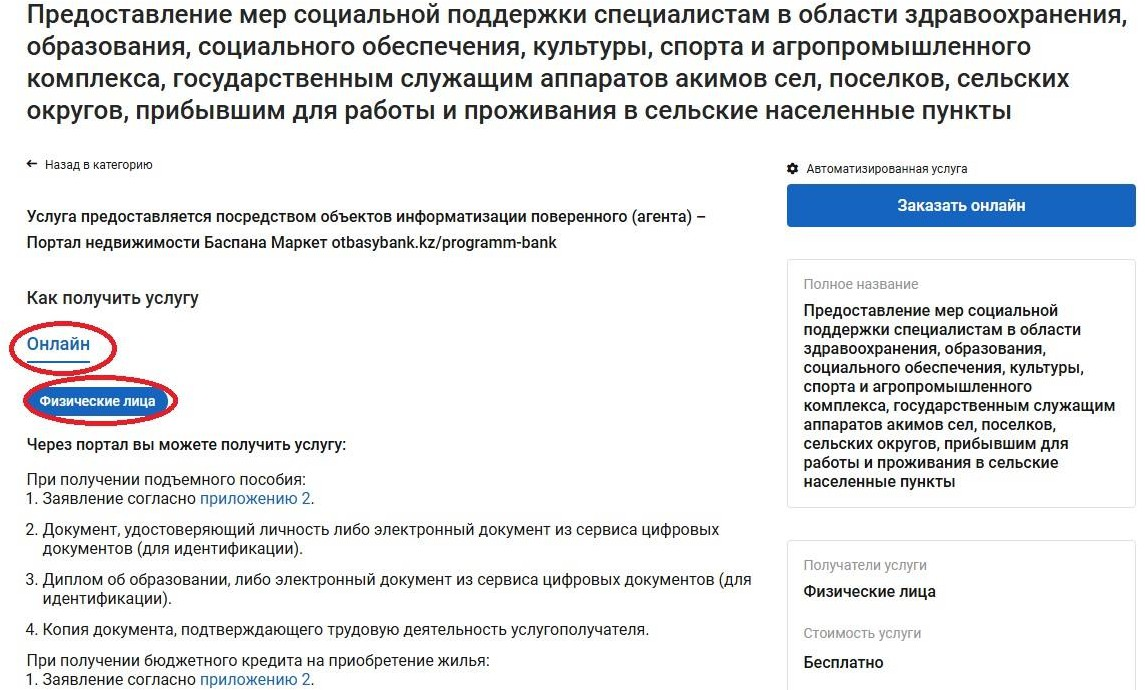 Предоставление мер социальной поддержки специалистам в области здравоохранения,
образования, социального обеспечения, культуры, спорта и агропромышленного
комплекса, государственным служащим аппаратов акимов сел, поселков, сельских
округов, прибывшим для работы и проживания в сельские населенные пункты
Назад в категорию
Услуга предоставляется посредством объектов информатизации поверенного (агента) –
Портал недвижимости Баспана Маркет otbasybank.kz/programm-bank
Как получить услугу
Онлайн
Физические лица
Через портал вы можете получить услугу:
При получении подъемного пособия:
1. Заявление согласно приложению 2.
2. Документ, удостоверяющий личность либо электронный документ из сервиса цифровых
документов (для идентификации).
3. Диплом об образовании, либо электронный документ из сервиса цифровых документов (для
идентификации).
4. Копия документа, подтверждающего трудовую деятельность услугополучателя.
При получении бюджетного кредита на приобретение жилья:
1. Заявление согласно приложению 2.
Автоматизированная услуга
Заказать онлайн
Полное название
Предоставление мер социальной
поддержки специалистам в области
здравоохранения, образования,
социального обеспечения, культуры,
спорта и агропромышленного
комплекса, государственным служащим
аппаратов акимов сел, поселков,
сельских округов, прибывшим для
работы и проживания в сельские
населенные пункты
Получатели услуги
Физические лица
Стоимость услуги
Бесплатно